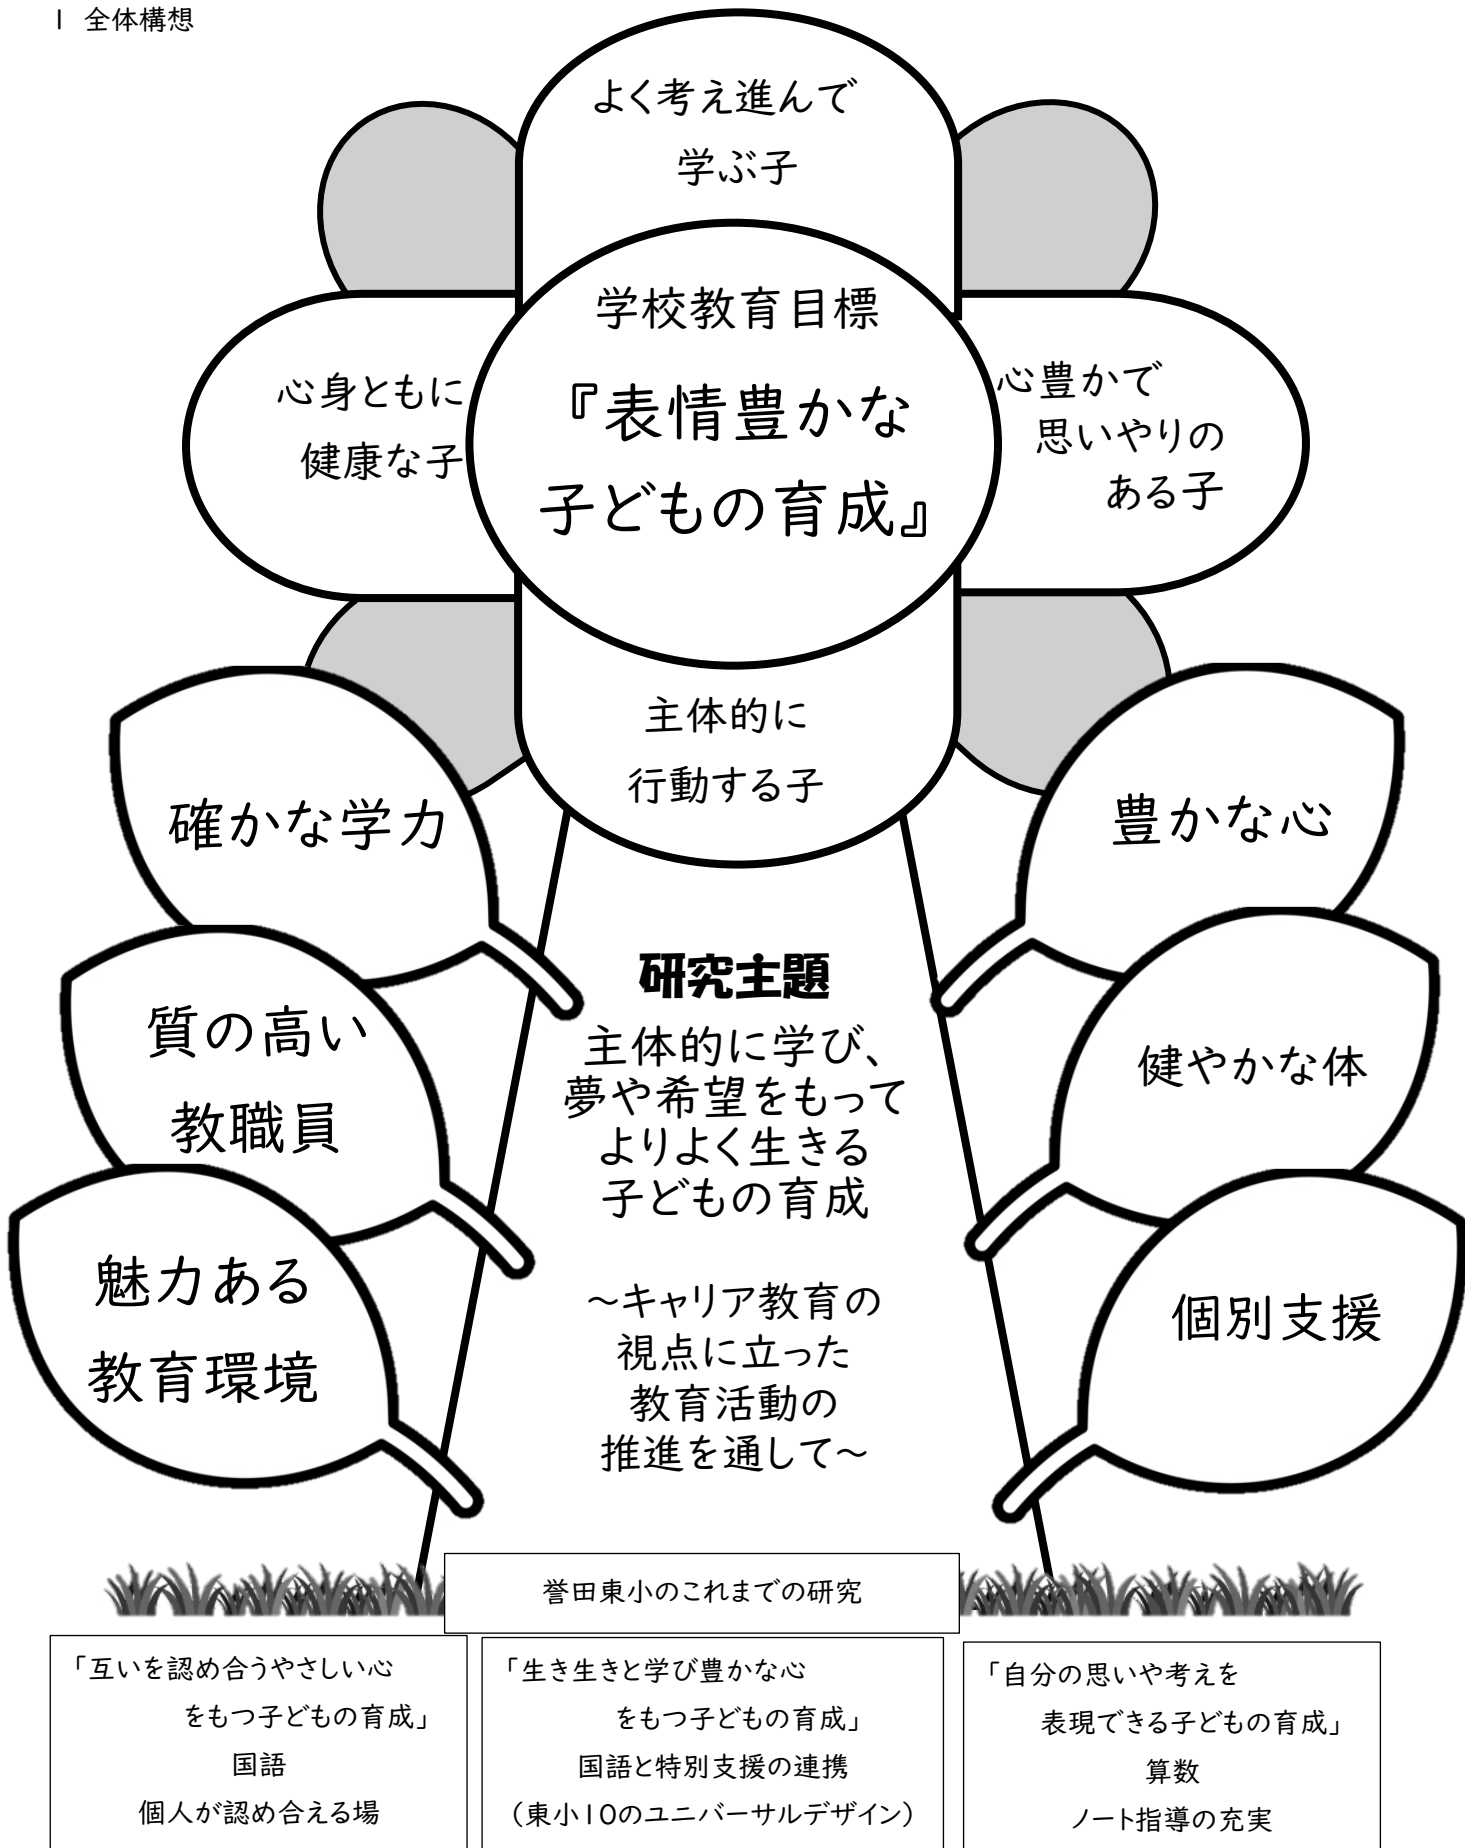 1 全体構想
よく考え進んで
学ぶ子
学校教育目標
『表情豊かな
子どもの育成』
心身ともに
健康な子
心豊かで
思いやりの
ある子
主体的に
行動する子
確かな学力
豊かな心
質の高い
教職員
健やかな体
魅力ある
教育環境
個別支援
研究主題
主体的に学び、
夢や希望をもって
よりよく生きる
子どもの育成
～キャリア教育の
視点に立った
教育活動の
推進を通して～
誉田東小のこれまでの研究
「互いを認め合うやさしい心
をもつ子どもの育成」
国語
個人が認め合える場
「生き生きと学び豊かな心
をもつ子どもの育成」
国語と特別支援の連携
（東小10のユニバーサルデザイン）
「自分の思いや考えを
表現できる子どもの育成」
算数
ノート指導の充実